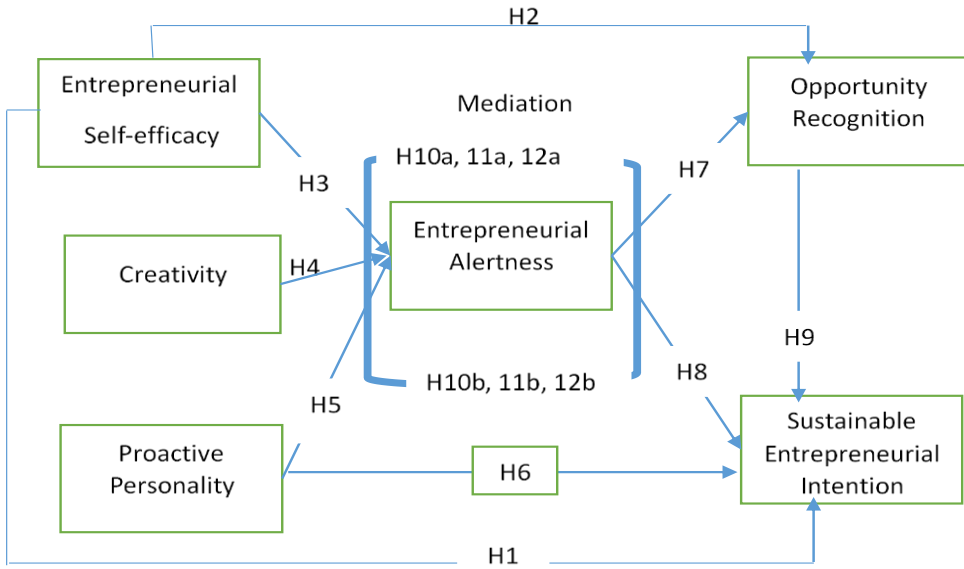 H2
Entrepreneurial
Self-efficacy
Opportunity
Recognition
Mediation
H10a, 11a, 12a
H7
H3
Entrepreneurial
Alertness
Creativity
H4
H9
H8
H10b, 11b, 12b
H5
Sustainable
Entrepreneurial
Intention
Proactive
Personality
H6
H1